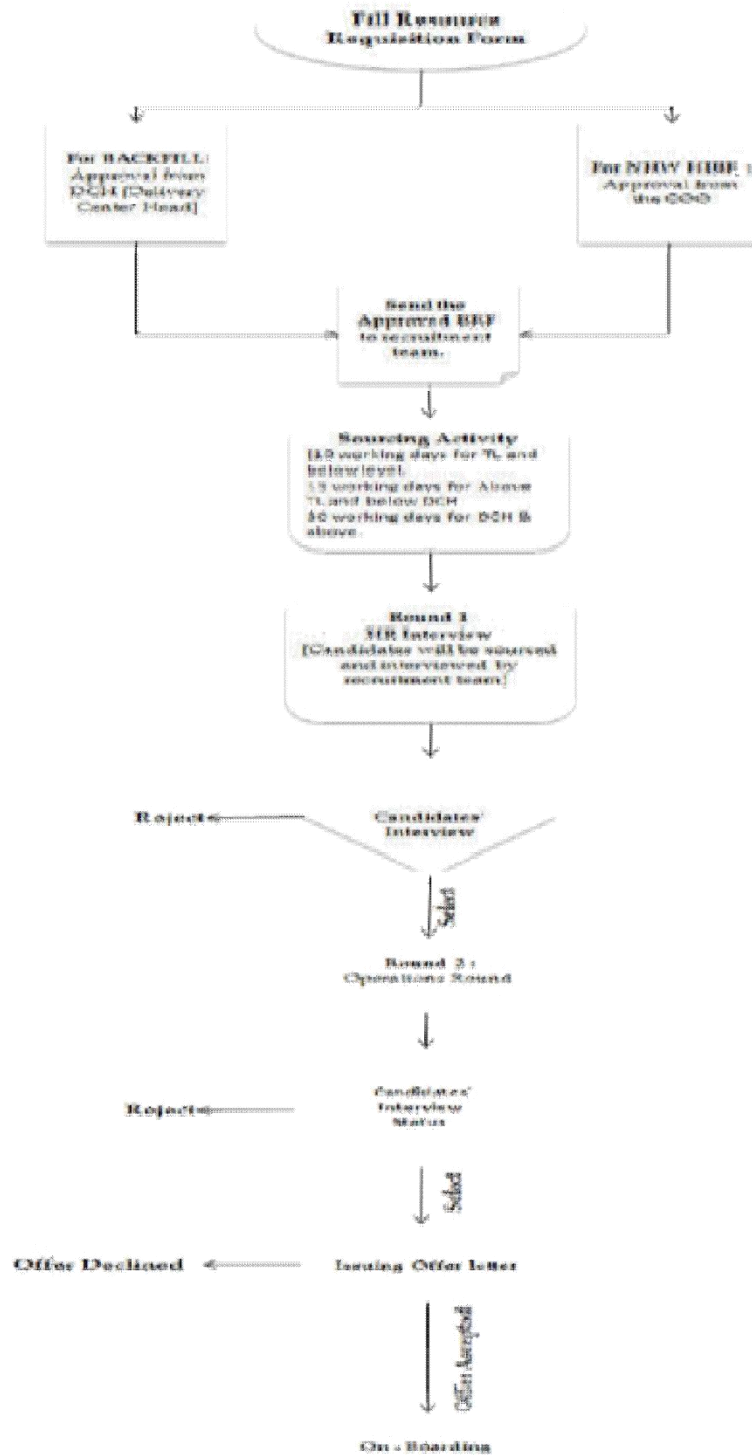 Fill Resource
Requisition Form
For BACKFILL:
Approval from
DCH [Delivery
Center Head]
For NEW HIRE :
Approval from
the COO
Send the
Approved
to recruitment
team.
Sourcing Activity
working days for TL and
below level.
working days for Above
TL and below DCH
30 working days for DCH &
above.
Round 1
HR Interview
[Candidates will be sourced
and interviewed by
recruitment team]
Reject
Candidates'
Interview
Select
Round 2 :
Operations Round
Reject
Candidates'
Interview
Status
Select
Offer Declined
Issuing Offer letter
Offer Accepted
On - Boarding